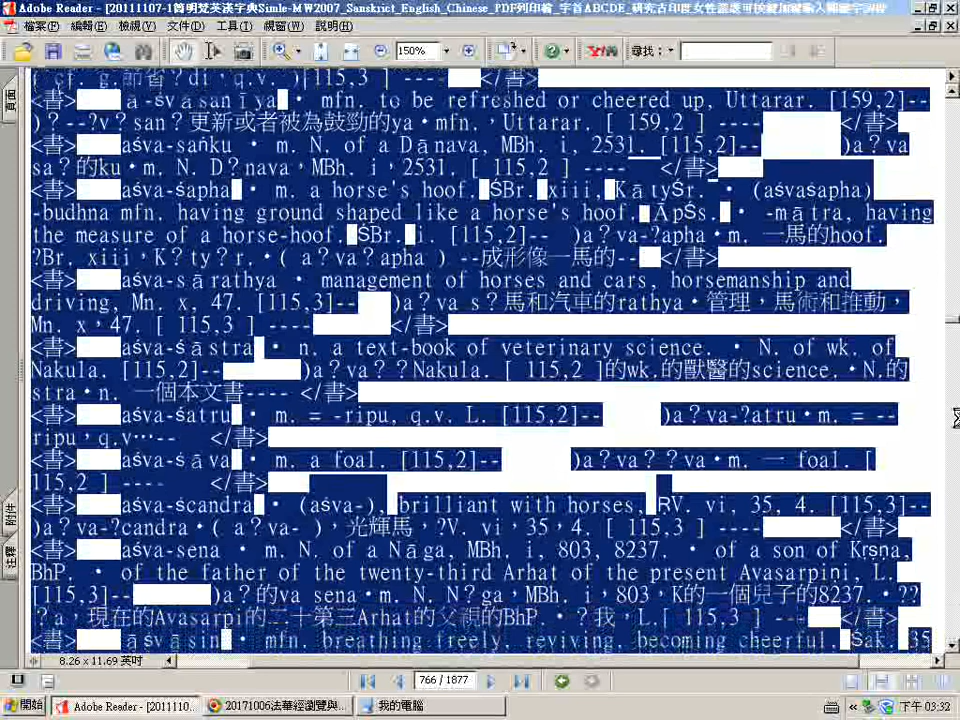 Adobe Reader - [20111107-1簡明梵英漢字典Simle-MW2007_Sanskrit_English_Chinese_PDF列印檔_字首ABCDE_研究古印度女性
檔案(F) 編輯(E) 檢視(V) 文件(D) 工具(T) 視窗(W) 說明(H)
150% 尋找：
( cf. g.節省？di，q.v. )[115,3 ] ---- </書>
<書> ā-śvāsanīya • mfn. to be refreshed or cheered up, Uttarar. [159,2]--
)？--?v？san？更新或者被為鼓勁的ya•mfn.，Uttarar. [ 159,2 ] ---- </書>
<書> aśva-śaṅku • m. N. of a Dānava, MBh. i, 2531. [115,2]-- )a？va
sa？的ku•m. N. D？nava，MBh. i，2531. [ 115,2 ] ---- </書>
<書> aśva-śapha • m. a horse's hoof, ŚBr. xiii, KātyŚr. • (aśvaśapha)
-budhna mfn. having ground shaped like a horse's hoof, ĀpŚs. • -mātra, having
the measure of a horse-hoof, ŚBr. i. [115,2]-- )a？va-?apha•m. 一馬的hoof.
?Br. xiii，K？ty？r.•( a？va？apha ) --成形像一馬的-- </書>
<書> aśva-sārathya • management of horses and cars, horsemanship and
driving, Mn. x, 47. [115,3]-- )a？va s？馬和汽車的rathya•管理，馬術和推動，
Mn. x，47. [ 115,3 ] ---- </書>
<書> aśva-śāstra • n. a text-book of veterinary science. • N. of wk. of
Nakula. [115,2]-- )a？va？？Nakula. [ 115,2 ]的wk.的獸醫的science.•N.的
stra•n. 一個本文書---- </書>
<書> aśva-śatru • m. = -ripu, q.v. L. [115,2]-- )a？va-?atru•m. = --
ripu，q.v…-- </書>
<書> aśva-śāva • m. a foal. [115,2]-- )a？va？？va•m. 一 foal. [
115,2 ] ---- </書>
<書> aśva-ścandra • (aśva-), brilliant with horses, RV. vi, 35, 4. [115,3]--
)a？va-?candra•( a？va- )，光輝馬，?V. vi，35，4. [ 115,3 ] ---- </書>
<書> aśva-sena • m. N. of a Nāga, MBh. i, 803, 8237. • of a son of Kṛṣṇa,
BhP. • of the father of the twenty-third Arhat of the present Avasarpiṇi, L.
[115,3]-- )a？的va sena•m. N. N？ga，MBh. i，803，K的一個兒子的8237.•？？
？a，現在的Avasarpi的二十第三Arhat的父親的BhP.•？我，L.[ 115,3 ] ---- </書>
<書> āśvāsin • mfn. breathing freely, reviving, becoming cheerful, Śak. 35
頁面
附件
注釋
8.26 x 11.69 英吋
766 / 1877
開始 Adobe Reader - [2011110... 20171006法華經瀏覽與... 我的電腦 下午 03:32